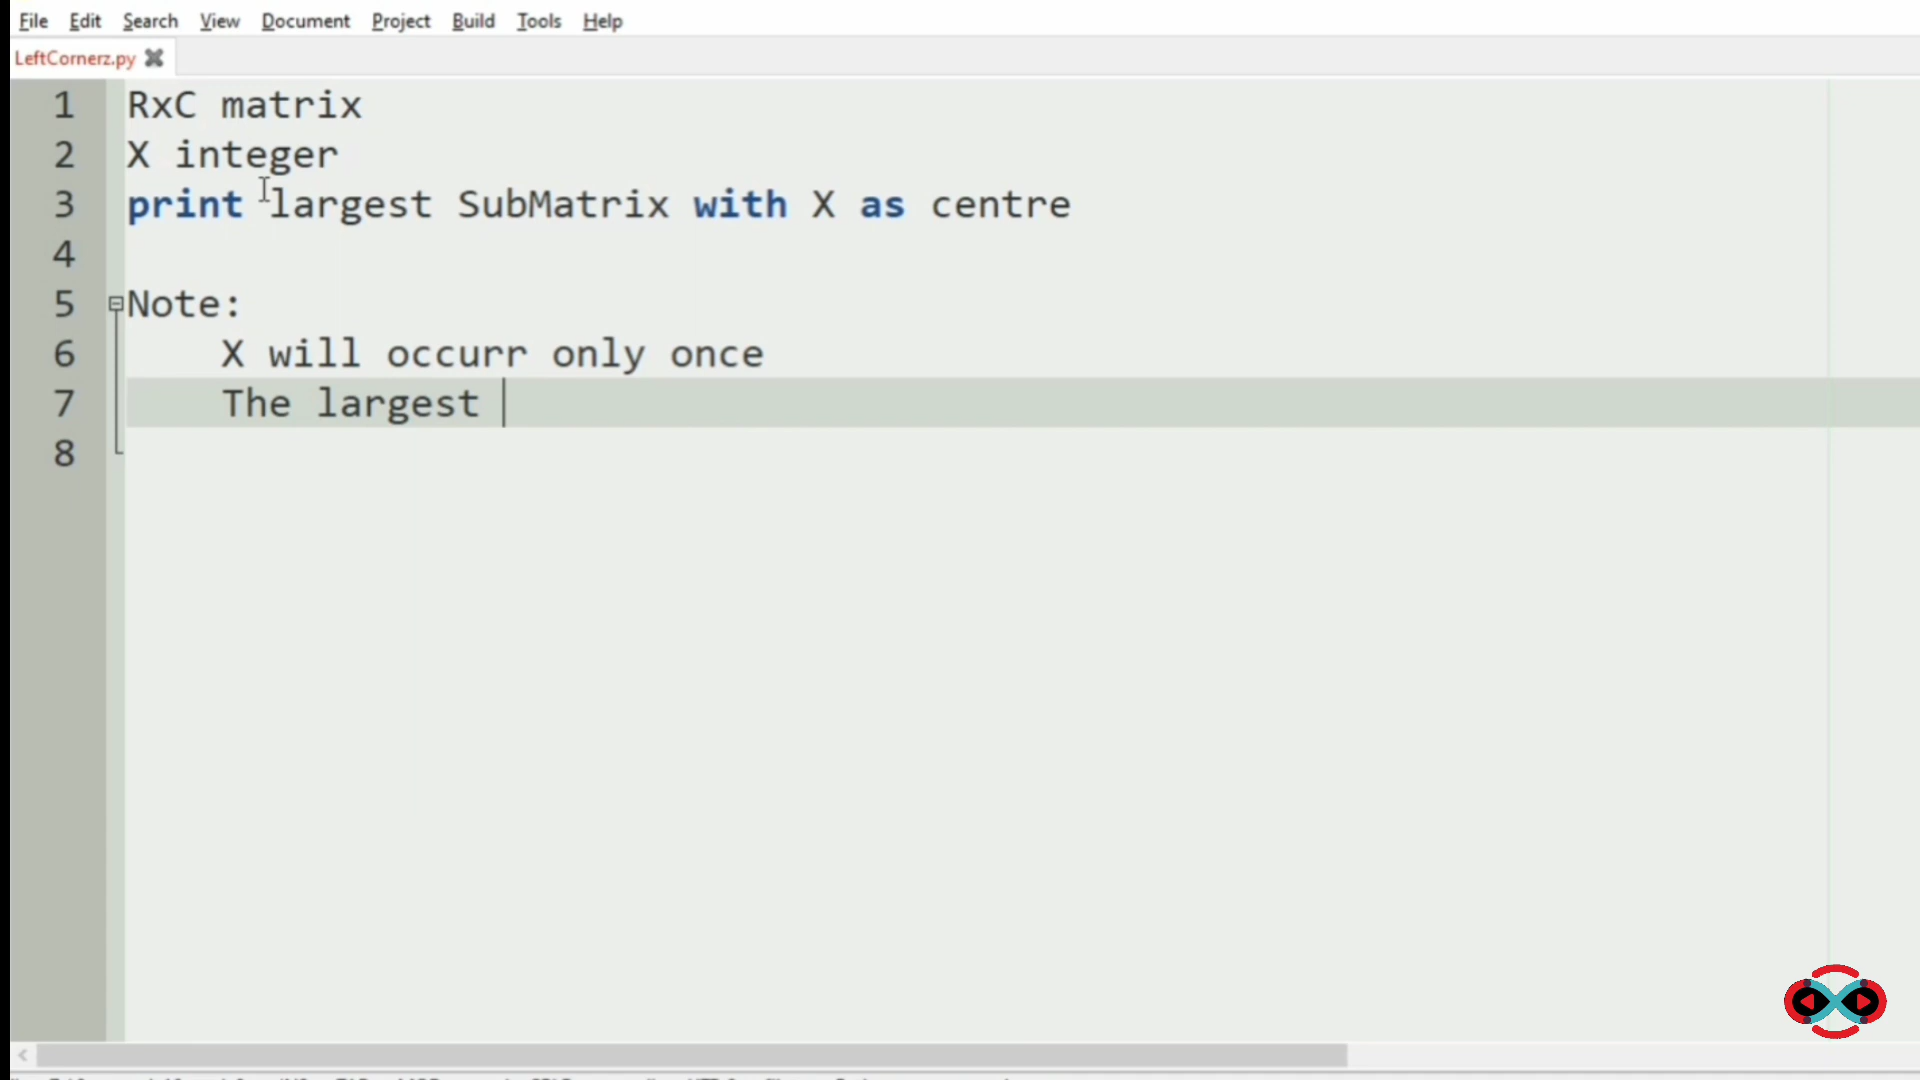 File Edit Search View Document Project Build Tools Help
LeftCornerz.py
1 RxC matrix
2 X integer
3 print largest SubMatrix with X as centre
4
5 Note:
6 X will occurr only once
7 The largest
8